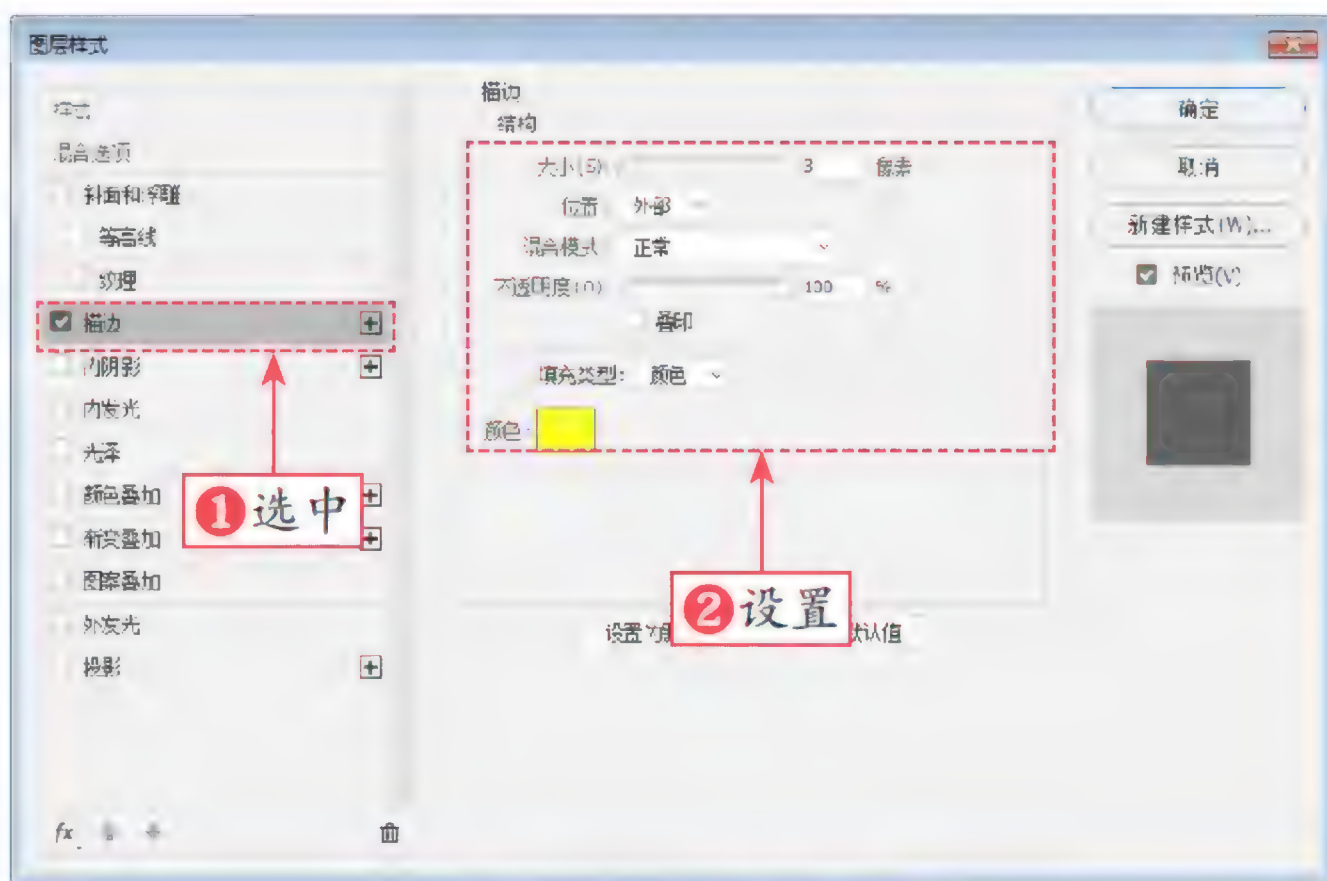 图层样式
样式
混合选项
斜面和浮雕
等高线
纹理
描边
内阴影
内发光
光泽
颜色叠加
渐变叠加
图案叠加
外发光
投影
fx
❶选中
描边
结构
大小(S): 3 像素
位置: 外部
混合模式: 正常
不透明度(O): 100 %
叠印
填充类型: 颜色
颜色:
❷设置
设置为 默认值
确定
取消
新建样式(W)...
预览(V)